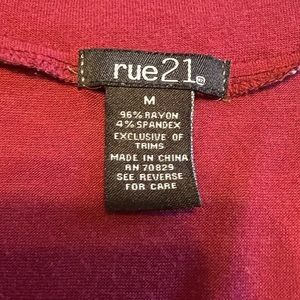 rue21®
M
96% RAYON
4% SPANDEX
EXCLUSIVE OF
TRIMS
MADE IN CHINA
RN 70829
SEE REVERSE
FOR CARE